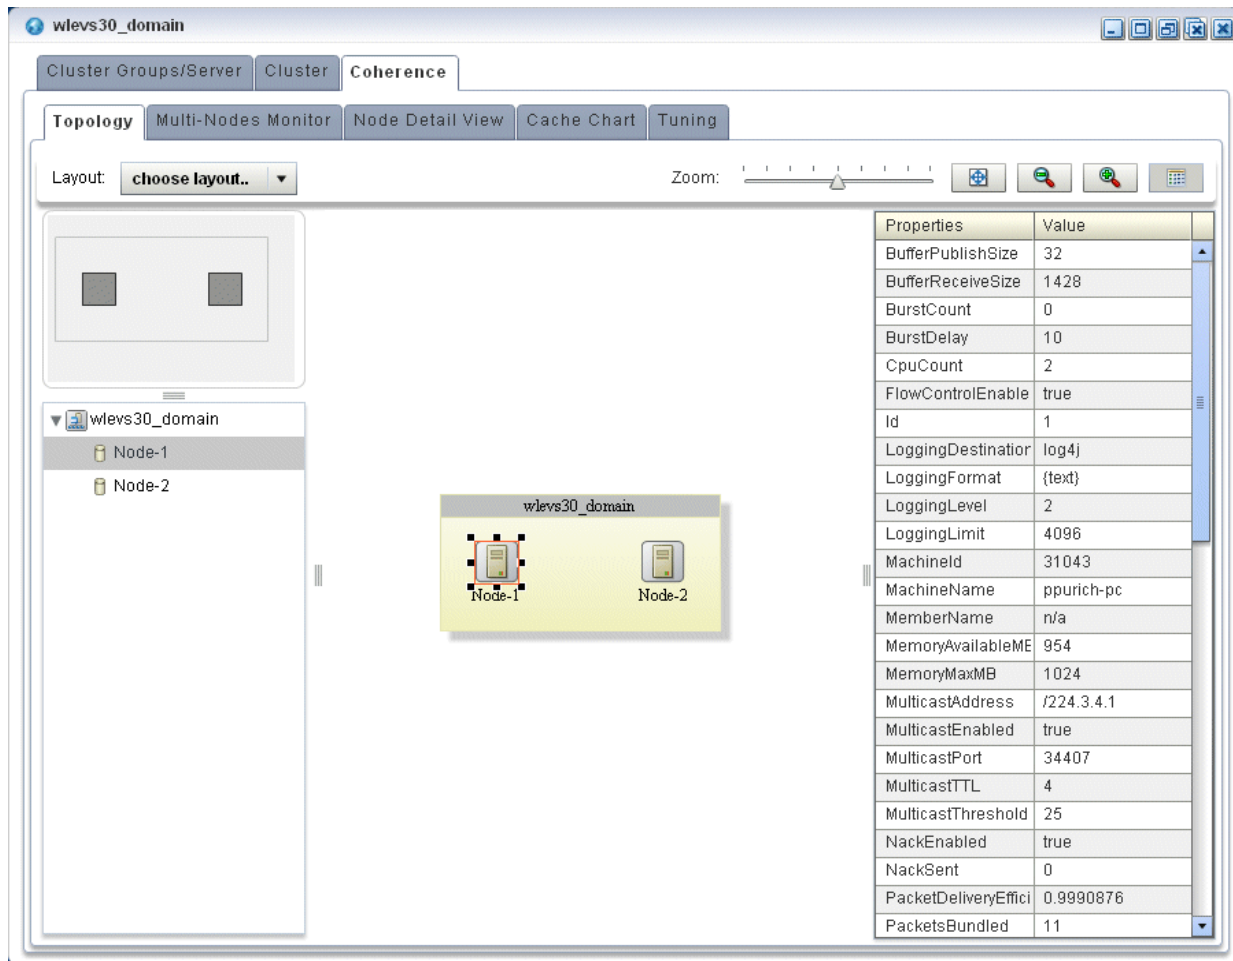 wlevs30_domain
Cluster Groups/Server Cluster Coherence
Topology Multi-Nodes Monitor Node Detail View Cache Chart Tuning
Layout: choose layout.. Zoom:
wlevs30_domain
Node-1
Node-2
wlevs30_domain
Node-1 Node-2
Properties Value
BufferPublishSize 32
BufferReceiveSize 1428
BurstCount 0
BurstDelay 10
CpuCount 2
FlowControlEnable true
Id 1
LoggingDestination log4j
LoggingFormat {text}
LoggingLevel 2
LoggingLimit 4096
MachineId 31043
MachineName ppurich-pc
MemberName n/a
MemoryAvailableME 954
MemoryMaxMB 1024
MulticastAddress /224.3.4.1
MulticastEnabled true
MulticastPort 34407
MulticastTTL 4
MulticastThreshold 25
NackEnabled true
NackSent 0
PacketDeliveryEffici 0.9990876
PacketsBundled 11